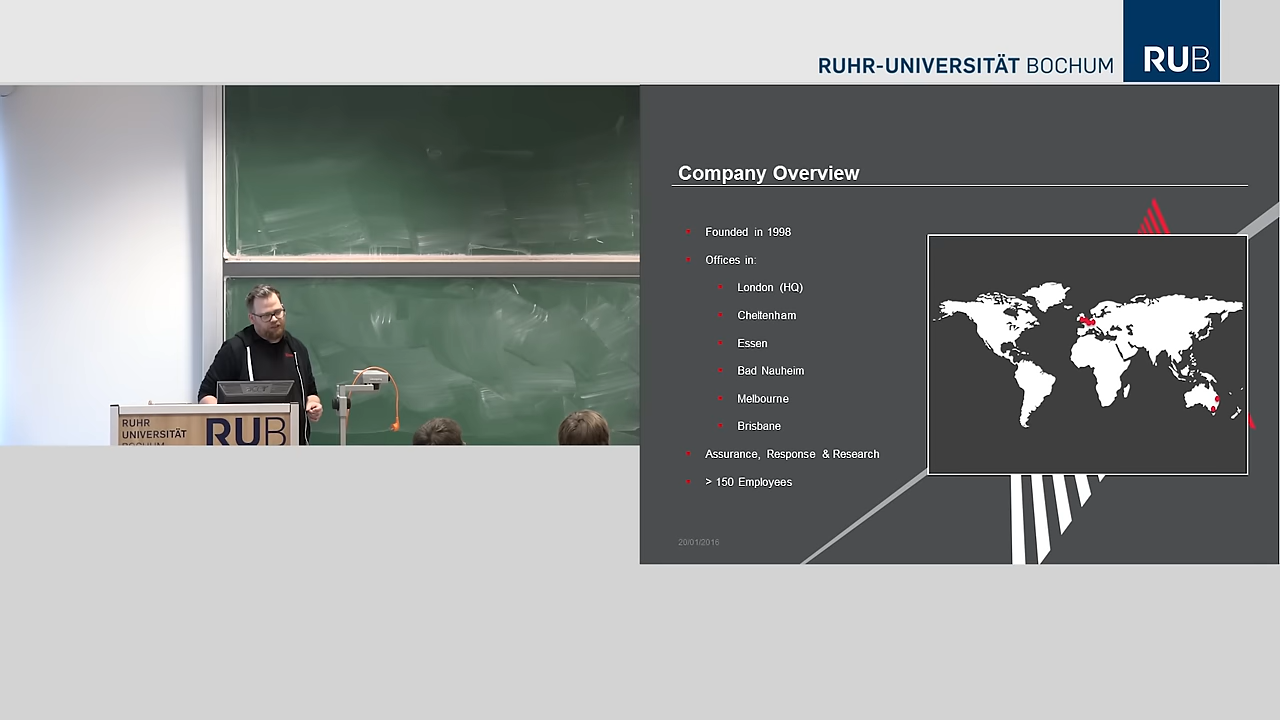 RUHR-UNIVERSITÄT BOCHUM RUB
RUHR
UNIVERSITÄT
BOCHUM
RUB
Company Overview
Founded in 1998
Offices in:
London (HQ)
Cheltenham
Essen
Bad Nauheim
Melbourne
Brisbane
Assurance, Response & Research
> 150 Employees
20/01/2016